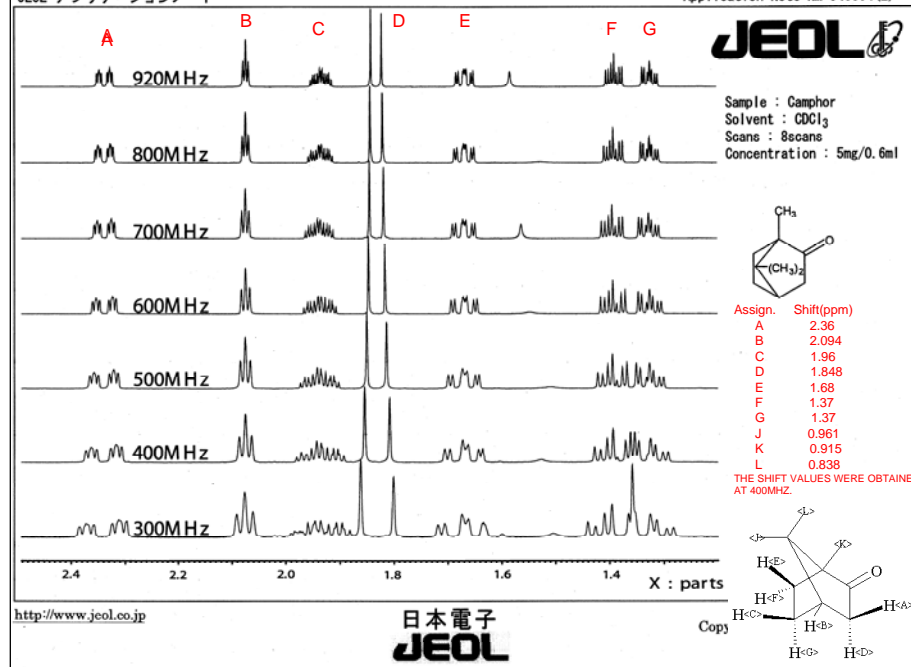 A B C D E F G
A
JEOL
920MHz
Sample : Camphor
Solvent : CDCl3
Scans : 8scans
Concentration : 5mg/0.6ml
800MHz
700MHz
CH3
O
(CH3)2
600MHz
Assign. Shift(ppm)
A 2.36
B 2.094
C 1.96
D 1.848
E 1.68
F 1.37
G 1.37
J 0.961
K 0.915
L 0.838
THE SHIFT VALUES WERE OBTAINE
AT 400MHZ.
500MHz
400MHz
300MHz
2.4 2.2 2.0 1.8 1.6 1.4
X : parts
<L>
<J>
<K>
H<E>
O
H<F>
H<C>
H<B>
H<A>
H<G>
H<D>
http://www.jeol.co.jp
日本電子
JEOL
Copy